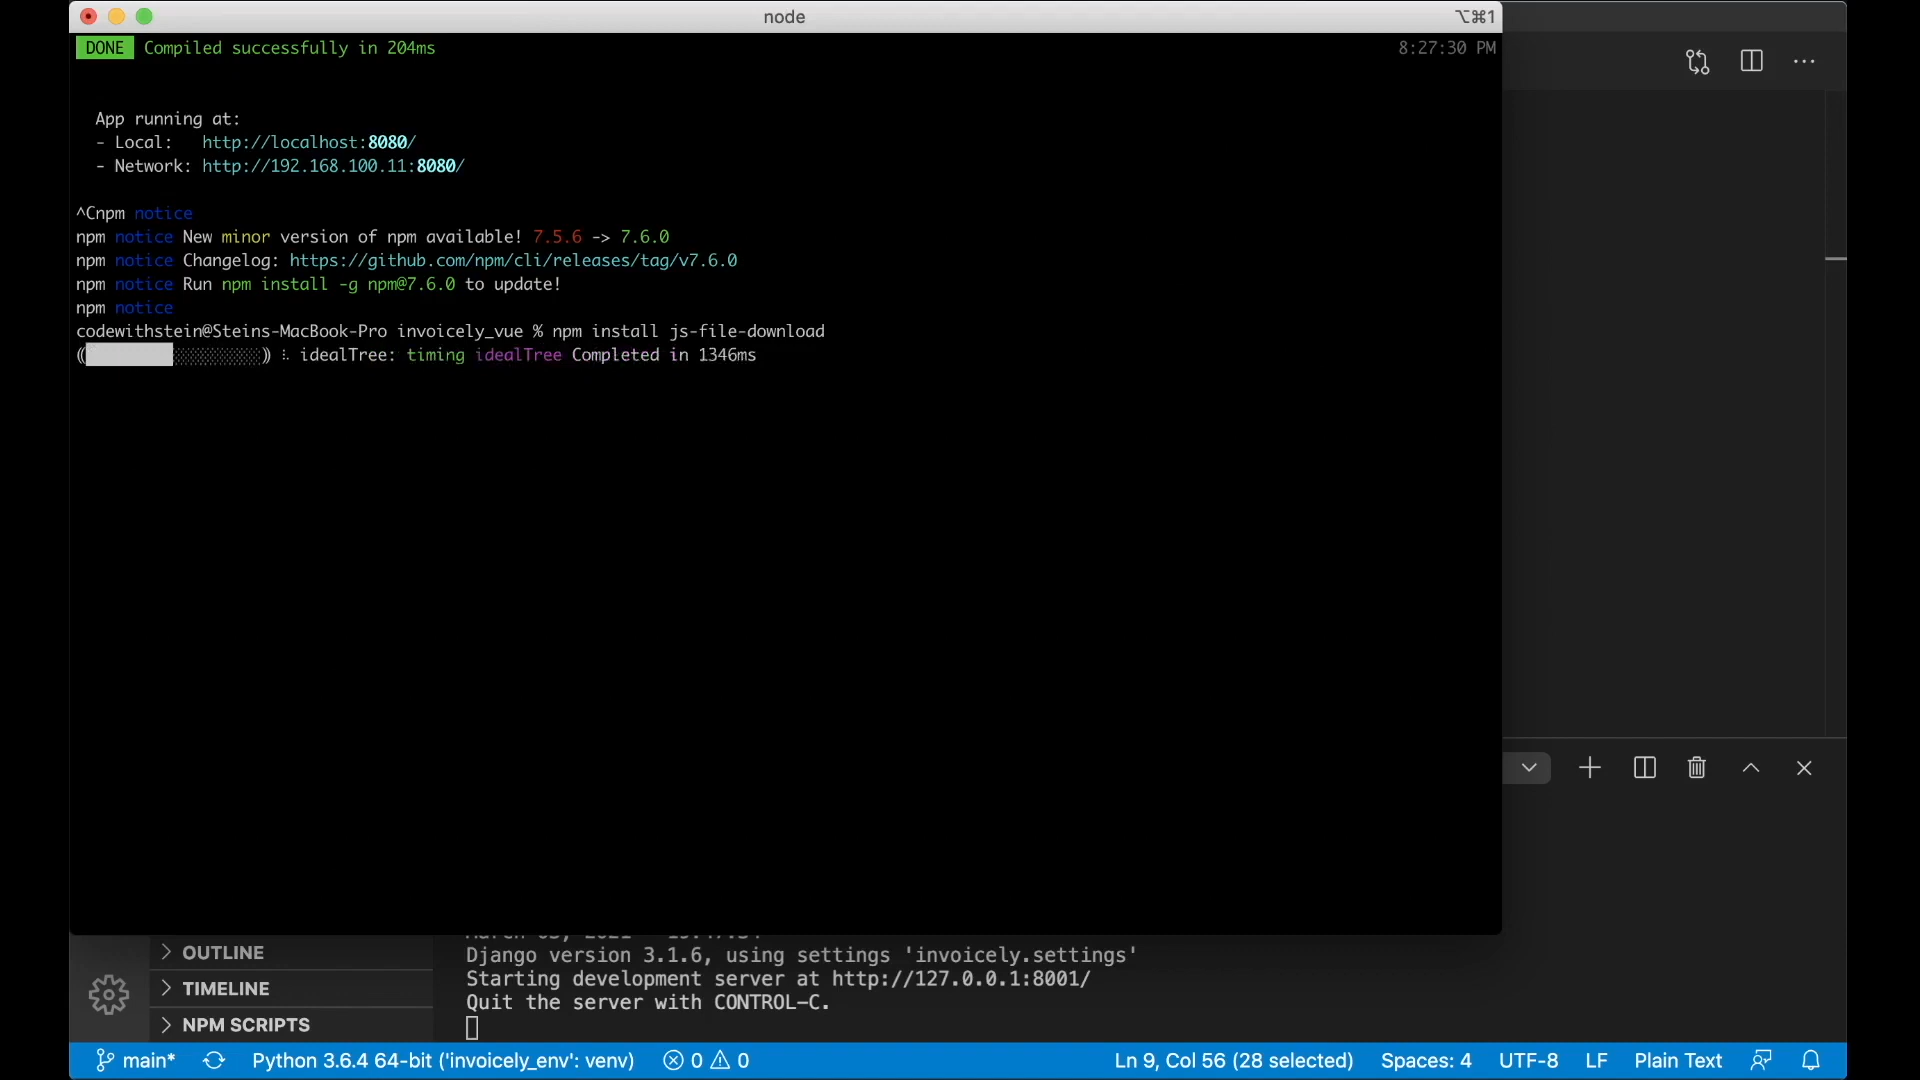 node
⌥⌘1
DONE Compiled successfully in 204ms 8:27:30 PM
App running at:
- Local: http://localhost:8080/
- Network: http://192.168.100.11:8080/
^Cnpm notice
npm notice New minor version of npm available! 7.5.6 -> 7.6.0
npm notice Changelog: https://github.com/npm/cli/releases/tag/v7.6.0
npm notice Run npm install -g npm@7.6.0 to update!
npm notice
codewithstein@Steins-MacBook-Pro invoicely_vue % npm install js-file-download
idealTree: timing idealTree Completed in 1346ms
OUTLINE
Django version 3.1.6, using settings 'invoicely.settings'
Starting development server at http://127.0.0.1:8001/
TIMELINE
Quit the server with CONTROL-C.
NPM SCRIPTS
main* Python 3.6.4 64-bit ('invoicely_env': venv) 0 0 Ln 9, Col 56 (28 selected) Spaces: 4 UTF-8 LF Plain Text